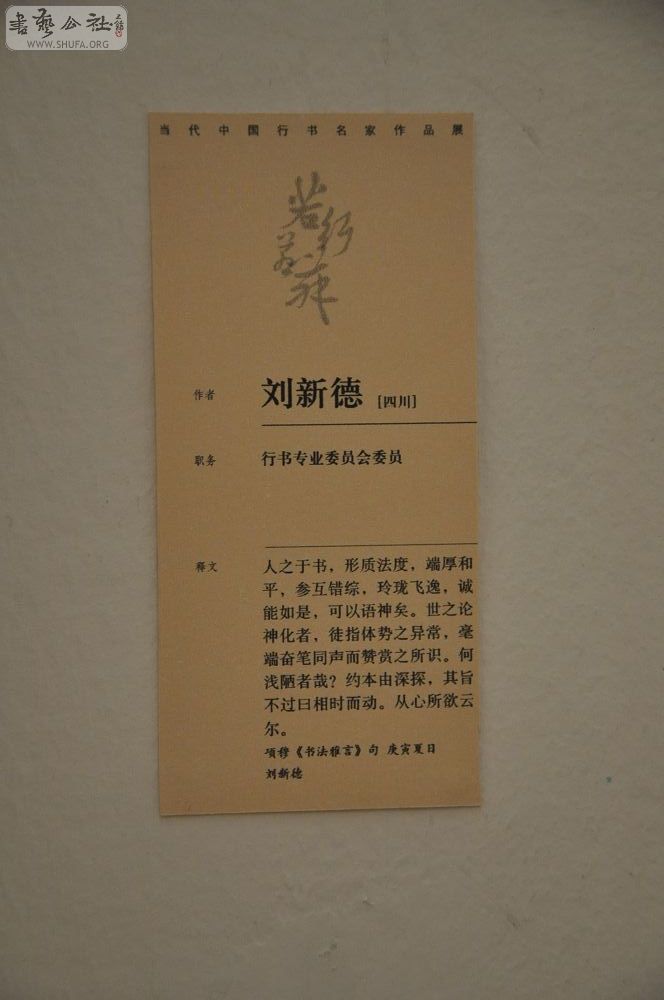 書藝公社
WWW.SHUFA.ORG
当代中国行书名家作品展
作者
刘新德 [四川]
职务
行书专业委员会委员
释文
人之于书，形质法度，端厚和
平，参互错综，玲珑飞逸，诚
能如是，可以语神矣。世之论
神化者，徒指体势之异常，毫
端奋笔同声而赞赏之所识。何
浅陋者哉？约本由深探，其旨
不过曰相时而动。从心所欲云
尔。
项穆《书法雅言》句 庚寅夏日
刘新德